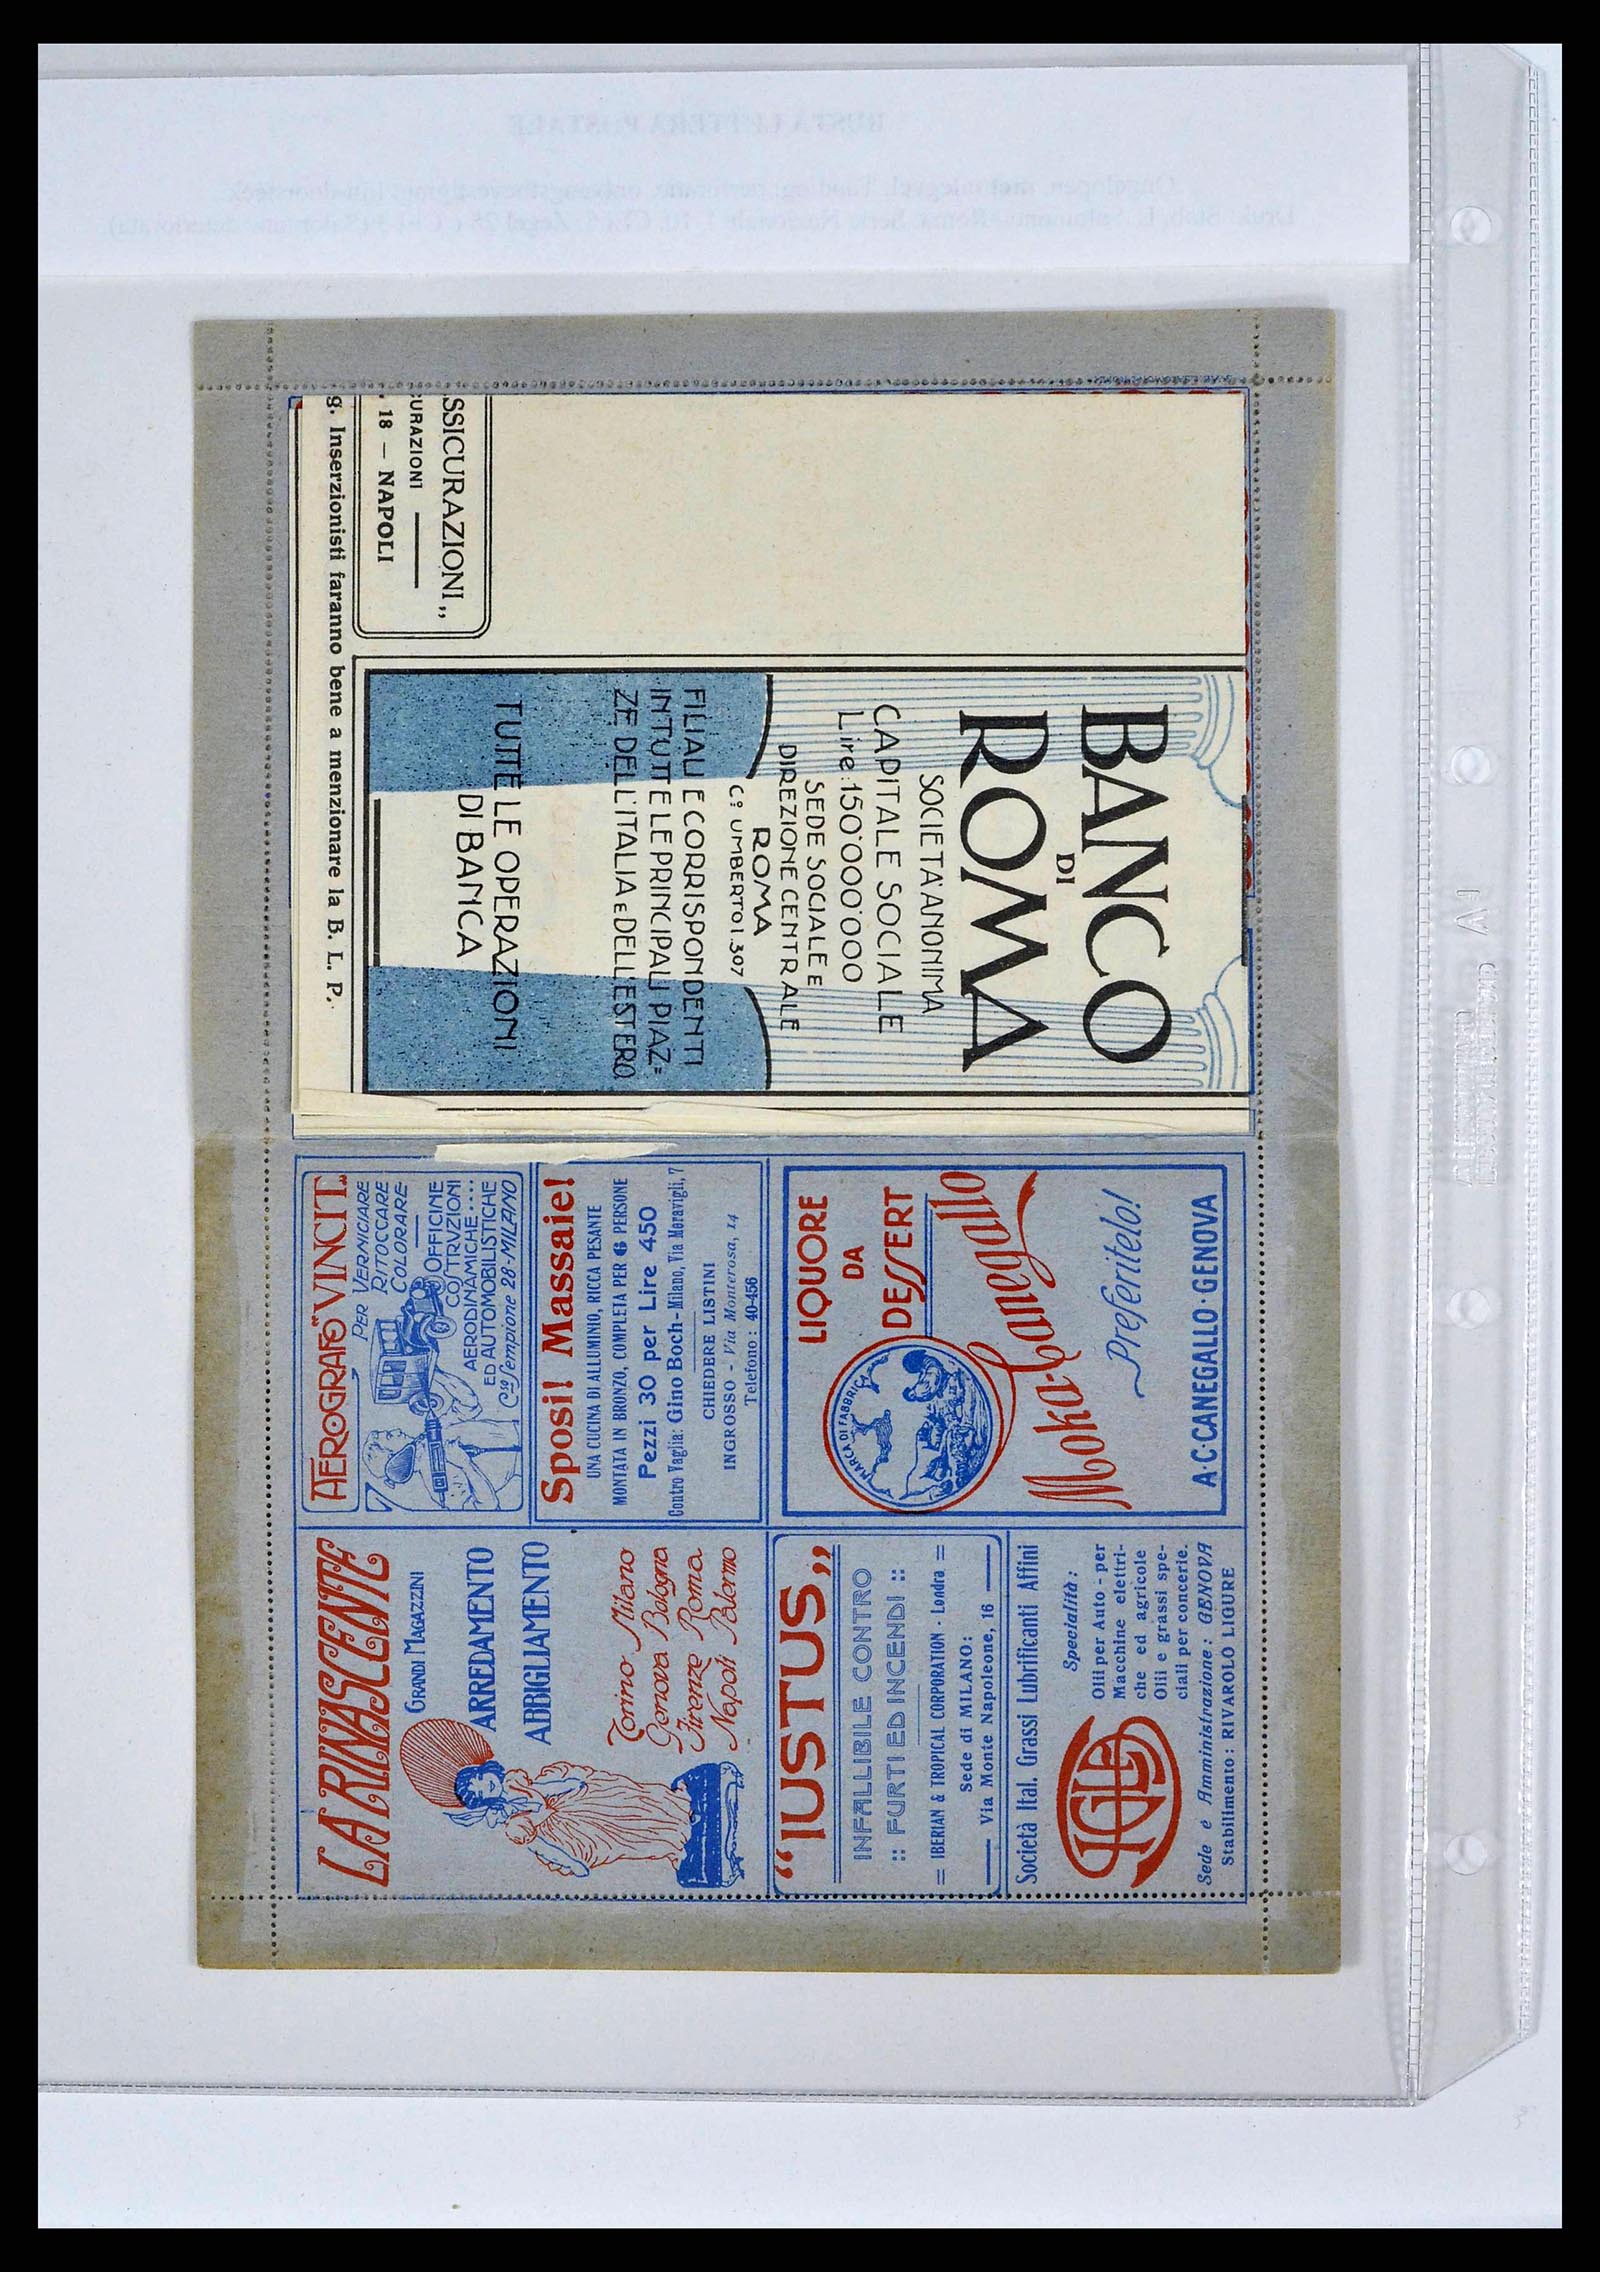 BUSTA LETTERA POSTALE
SSICURAZIONI„
CURAZIONI
. 18 — NAPOLI
g. Inserzionisti faranno bene a menzionare la B. L. P.
BANCO
DI
ROMA
SOCIETA' ANONIMA
CAPITALE SOCIALE
Lire: 150'000'000
SEDE SOCIALE E
DIREZIONE CENTRALE
ROMA
Cº UMBERTO I. 307
FILIALI E CORRISPONDENTI
IN TUTTE LE PRINCIPALI PIAZ=
ZE DELL'ITALIA E DELL'ESTERO
TUTTE LE OPERAZIONI
DI BANCA
AEROGRAFO "VINCIT"
PER VERNICIARE
RITOCCARE
COLORARE
OFFICINE
COSTRVZIONI
AERODINAMICHE....
ED AUTOMOBILISTICHE
Cso Sempione 28 - MILANO
Sposi! Massaie!
UNA CUCINA DI ALLUMINIO, RICCA PESANTE
MONTATA IN BRONZO, COMPLETA PER 6 PERSONE
Pezzi 30 per Lire 450
Contro Vaglia: Gino Boch - Milano, Via Meravigli, 7
CHIEDERE LISTINI
INGROSSO - Via Monterosa, 14
Telefono: 40-456
LIQUORE
DA
DESSERT
MARCA DI FABBRICA
Moka-Canegallo
Preferitelo!
A·C·CANEGALLO·GENOVA
LA RINASCENTE
GRANDI MAGAZZINI
ARREDAMENTO
ABBIGLIAMENTO
Torino Milano
Genova Bologna
Firenze Roma
Napoli Palermo
"IUSTUS„
INFALLIBILE CONTRO
:: FURTI ED INCENDI ::
= IBERIAN & TROPICAL CORPORATION - Londra =
Sede di MILANO:
— Via Monte Napoleone, 16 —
Società Ital. Grassi Lubrificanti Affini
Specialità:
Olii per Auto - per
Macchine elettri-
che ed agricole
Olii e grassi spe-
ciali per concerie.
Sede e Amministrazione: GENOVA
Stabilimento: RIVAROLO LIGURE